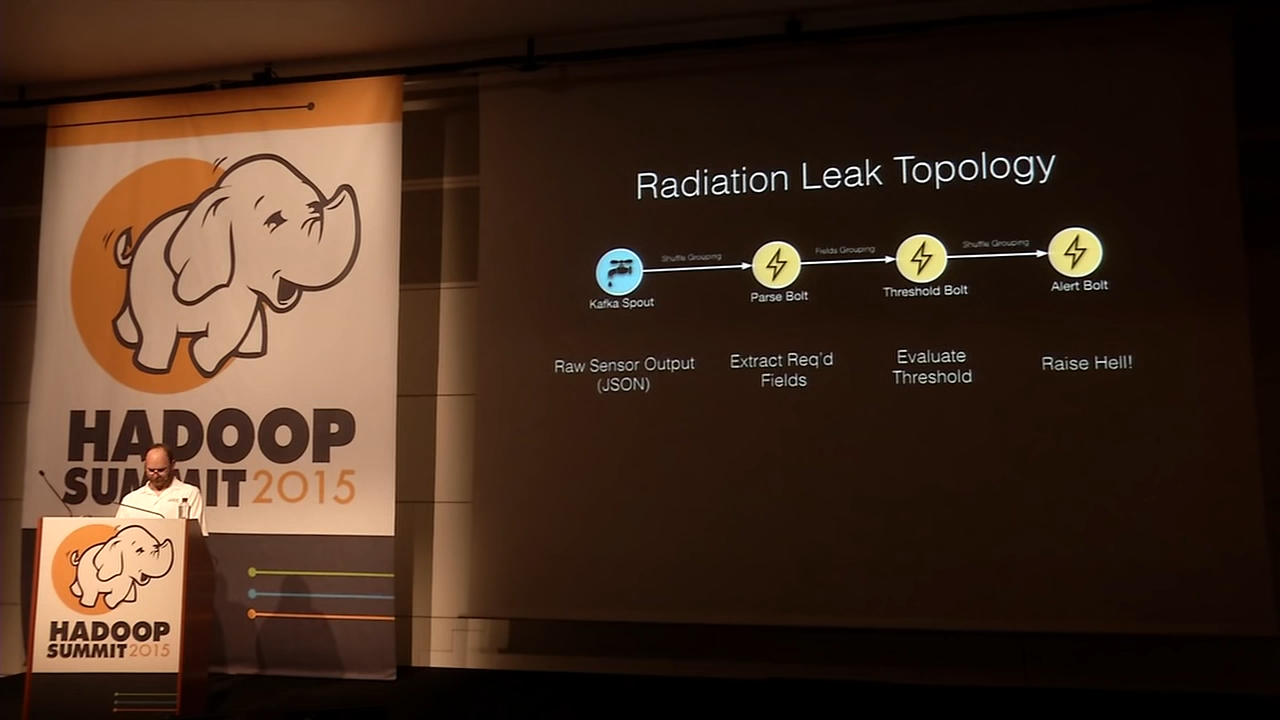 HADOOP
SUMMIT 2015
HADOOP
SUMMIT 2015
Radiation Leak Topology
Shuffle Grouping
Fields Grouping
Shuffle Grouping
Kafka Spout
Parse Bolt
Threshold Bolt
Alert Bolt
Raw Sensor Output
(JSON)
Extract Req'd
Fields
Evaluate
Threshold
Raise Hell!